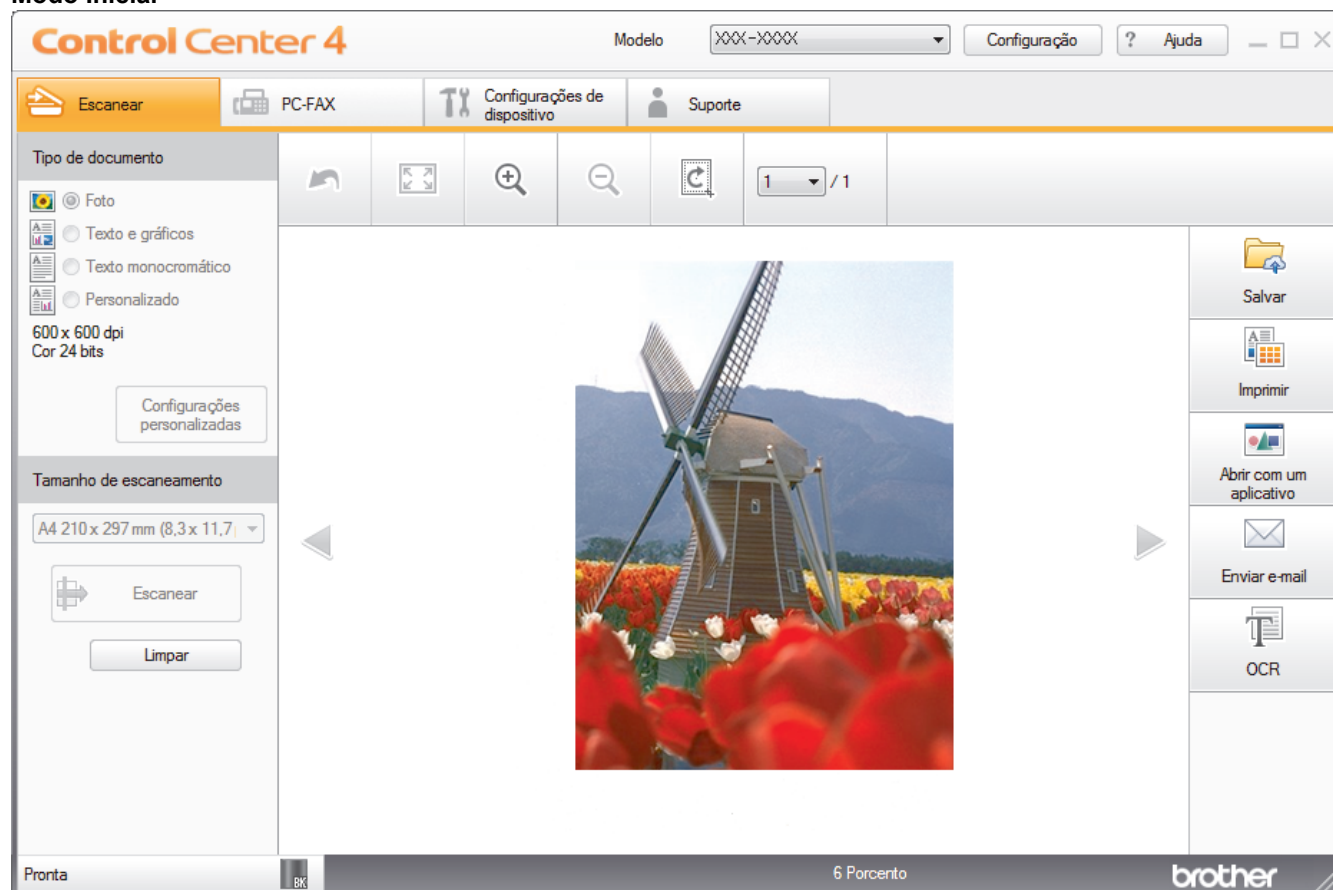 Modo Inicial
Control Center 4
Modelo
XXX-XXXX
Configuração
? Ajuda
Escanear
PC-FAX
Configurações de
dispositivo
Suporte
Tipo de documento
Foto
Texto e gráficos
Texto monocromático
Personalizado
600 x 600 dpi
Cor 24 bits
Configurações
personalizadas
Tamanho de escaneamento
A4 210 x 297 mm (8,3 x 11,7
Escanear
Limpar
1 / 1
Salvar
Imprimir
Abrir com um
aplicativo
Enviar e-mail
OCR
Pronta
BK
6 Porcento
brother